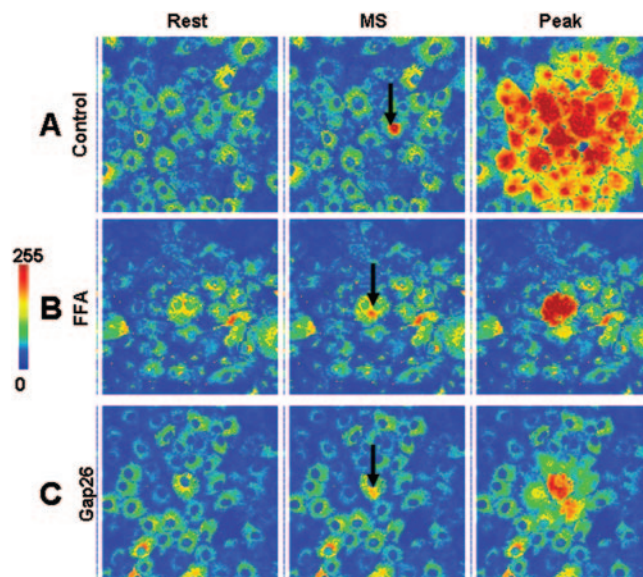 Rest MS Peak
A Control
255
0
B FFA
C Gap26